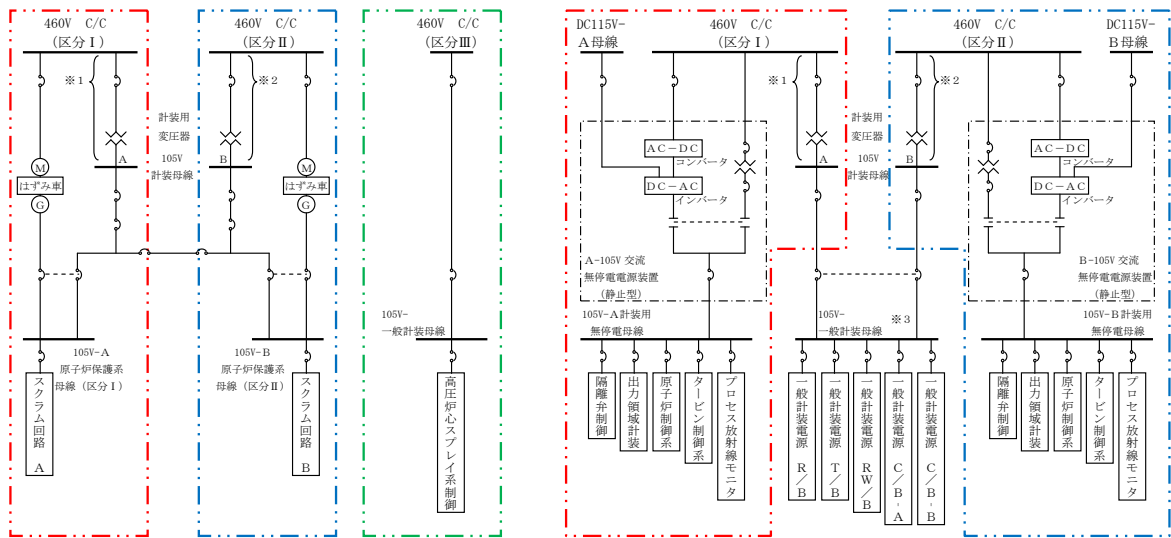 460V C/C
(区分Ⅰ)
460V C/C
(区分Ⅱ)
460V C/C
(区分Ⅲ)
※1
※2
計装用
変圧器
105V
計装母線
A
B
M
はずみ車
G
M
はずみ車
G
105V-A
原子炉保護系
母線(区分Ⅰ)
105V-B
原子炉保護系
母線(区分Ⅱ)
105V-
一般計装母線
スクラム回路 A
スクラム回路 B
高圧炉心スプレイ系制御
DC115V-
A母線
460V C/C
(区分Ⅰ)
460V C/C
(区分Ⅱ)
DC115V-
B母線
※1
※2
計装用
変圧器
105V
計装母線
A
B
AC-DC
コンバータ
DC-AC
インバータ
A-105V 交流
無停電電源装置
(静止型)
AC-DC
コンバータ
DC-AC
インバータ
B-105V 交流
無停電電源装置
(静止型)
105V-A計装用
無停電母線
105V-
一般計装母線
※3
105V-B計装用
無停電母線
隔離弁制御
出力領域計装
原子炉制御系
タービン制御系
プロセス放射線モニタ
一般計装電源 R/B
一般計装電源 T/B
一般計装電源 RW/B
一般計装電源 C/B-A
一般計装電源 C/B-B
隔離弁制御
出力領域計装
原子炉制御系
タービン制御系
プロセス放射線モニタ